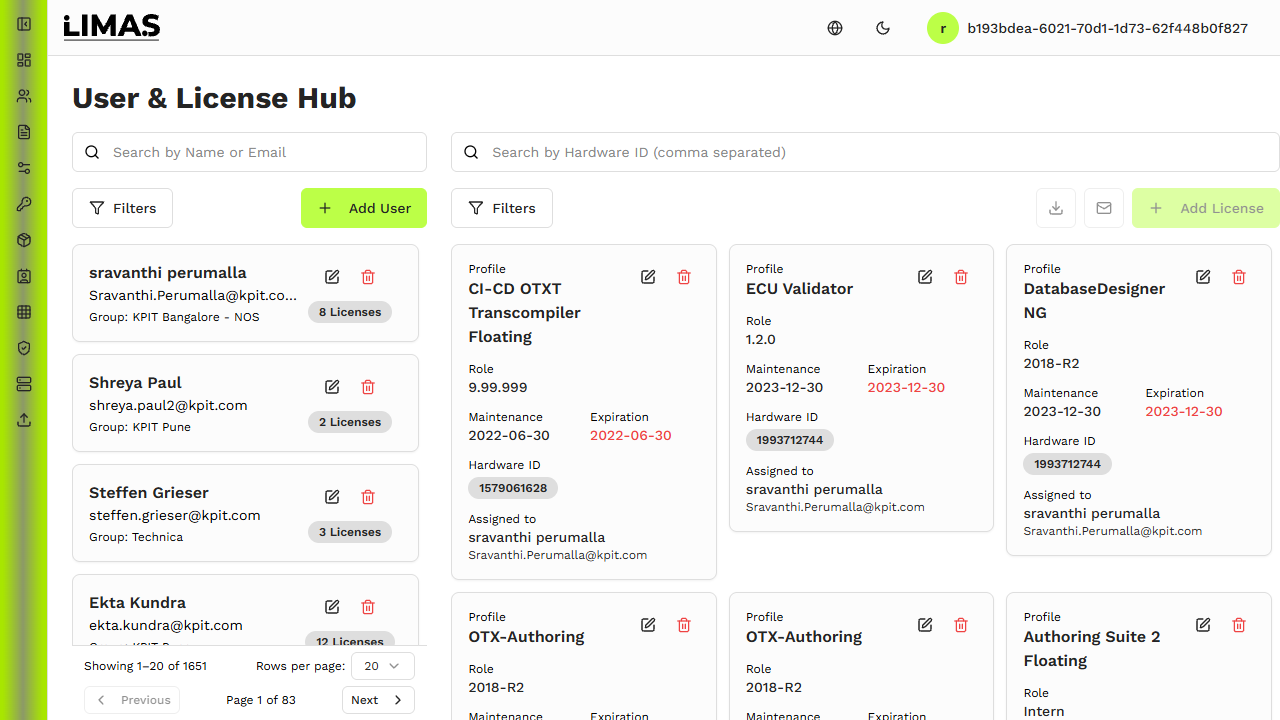 LIMAS
r
b193bdea-6021-70d1-1d73-62f448b0f827
User & License Hub
Search by Name or Email
Filters
Add User
sravanthi perumalla
Sravanthi.Perumalla@kpit.co...
Group: KPIT Bangalore - NOS
8 Licenses
Shreya Paul
shreya.paul2@kpit.com
Group: KPIT Pune
2 Licenses
Steffen Grieser
steffen.grieser@kpit.com
Group: Technica
3 Licenses
Ekta Kundra
ekta.kundra@kpit.com
12 Licenses
Showing 1–20 of 1651
Rows per page:
20
Previous
Page 1 of 83
Next
Search by Hardware ID (comma separated)
Filters
Add License
Profile
CI-CD OTXT
Transcompiler
Floating
Role
9.99.999
Maintenance
2022-06-30
Expiration
2022-06-30
Hardware ID
1579061628
Assigned to
sravanthi perumalla
Sravanthi.Perumalla@kpit.com
Profile
ECU Validator
Role
1.2.0
Maintenance
2023-12-30
Expiration
2023-12-30
Hardware ID
1993712744
Assigned to
sravanthi perumalla
Sravanthi.Perumalla@kpit.com
Profile
DatabaseDesigner
NG
Role
2018-R2
Maintenance
2023-12-30
Expiration
2023-12-30
Hardware ID
1993712744
Assigned to
sravanthi perumalla
Sravanthi.Perumalla@kpit.com
Profile
OTX-Authoring
Role
2018-R2
Maintenance
Expiration
Profile
OTX-Authoring
Role
2018-R2
Maintenance
Expiration
Profile
Authoring Suite 2
Floating
Role
Intern